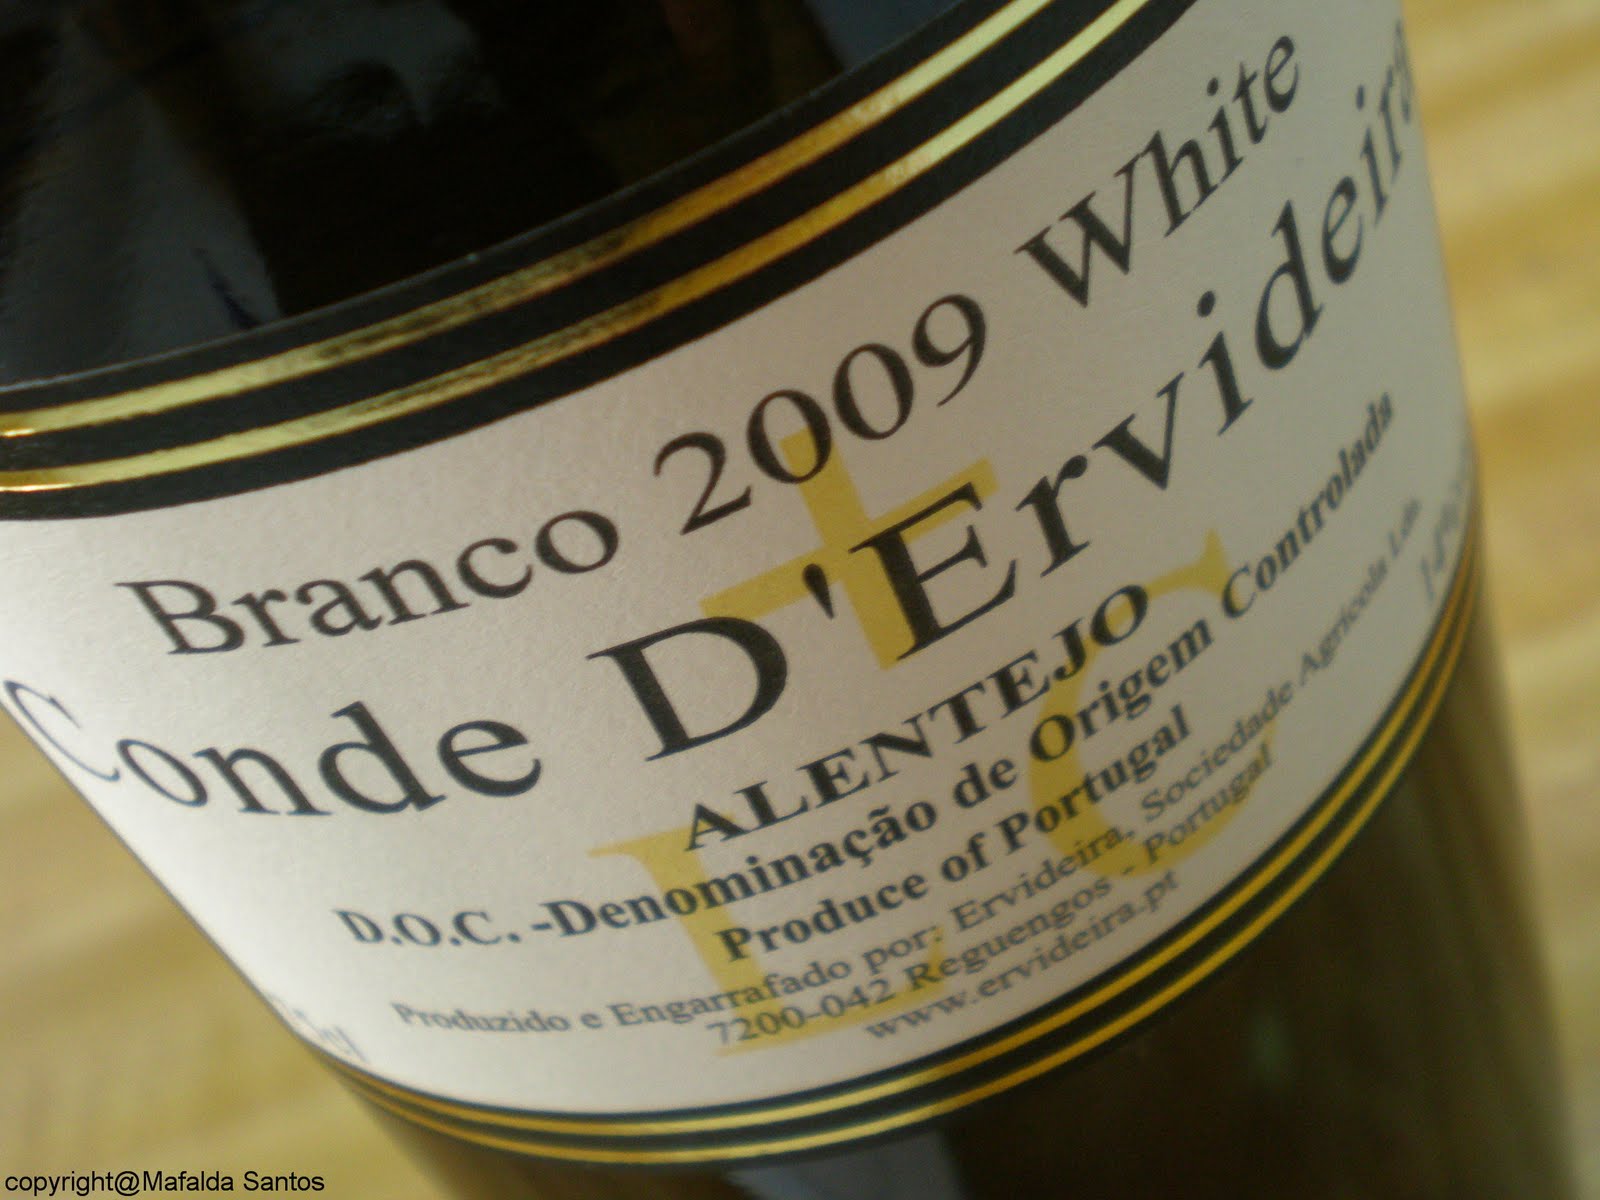 Branco 2009 White
Conde D'Ervideira
ALENTEJO
D.O.C. -Denominação de Origem Controlada
Produce of Portugal
Produzido e Engarrafado por: Ervideira, Sociedade Agrícola Lda
7200-042 Reguengos - Portugal
www.ervideira.pt
14%
copyright@Mafalda Santos